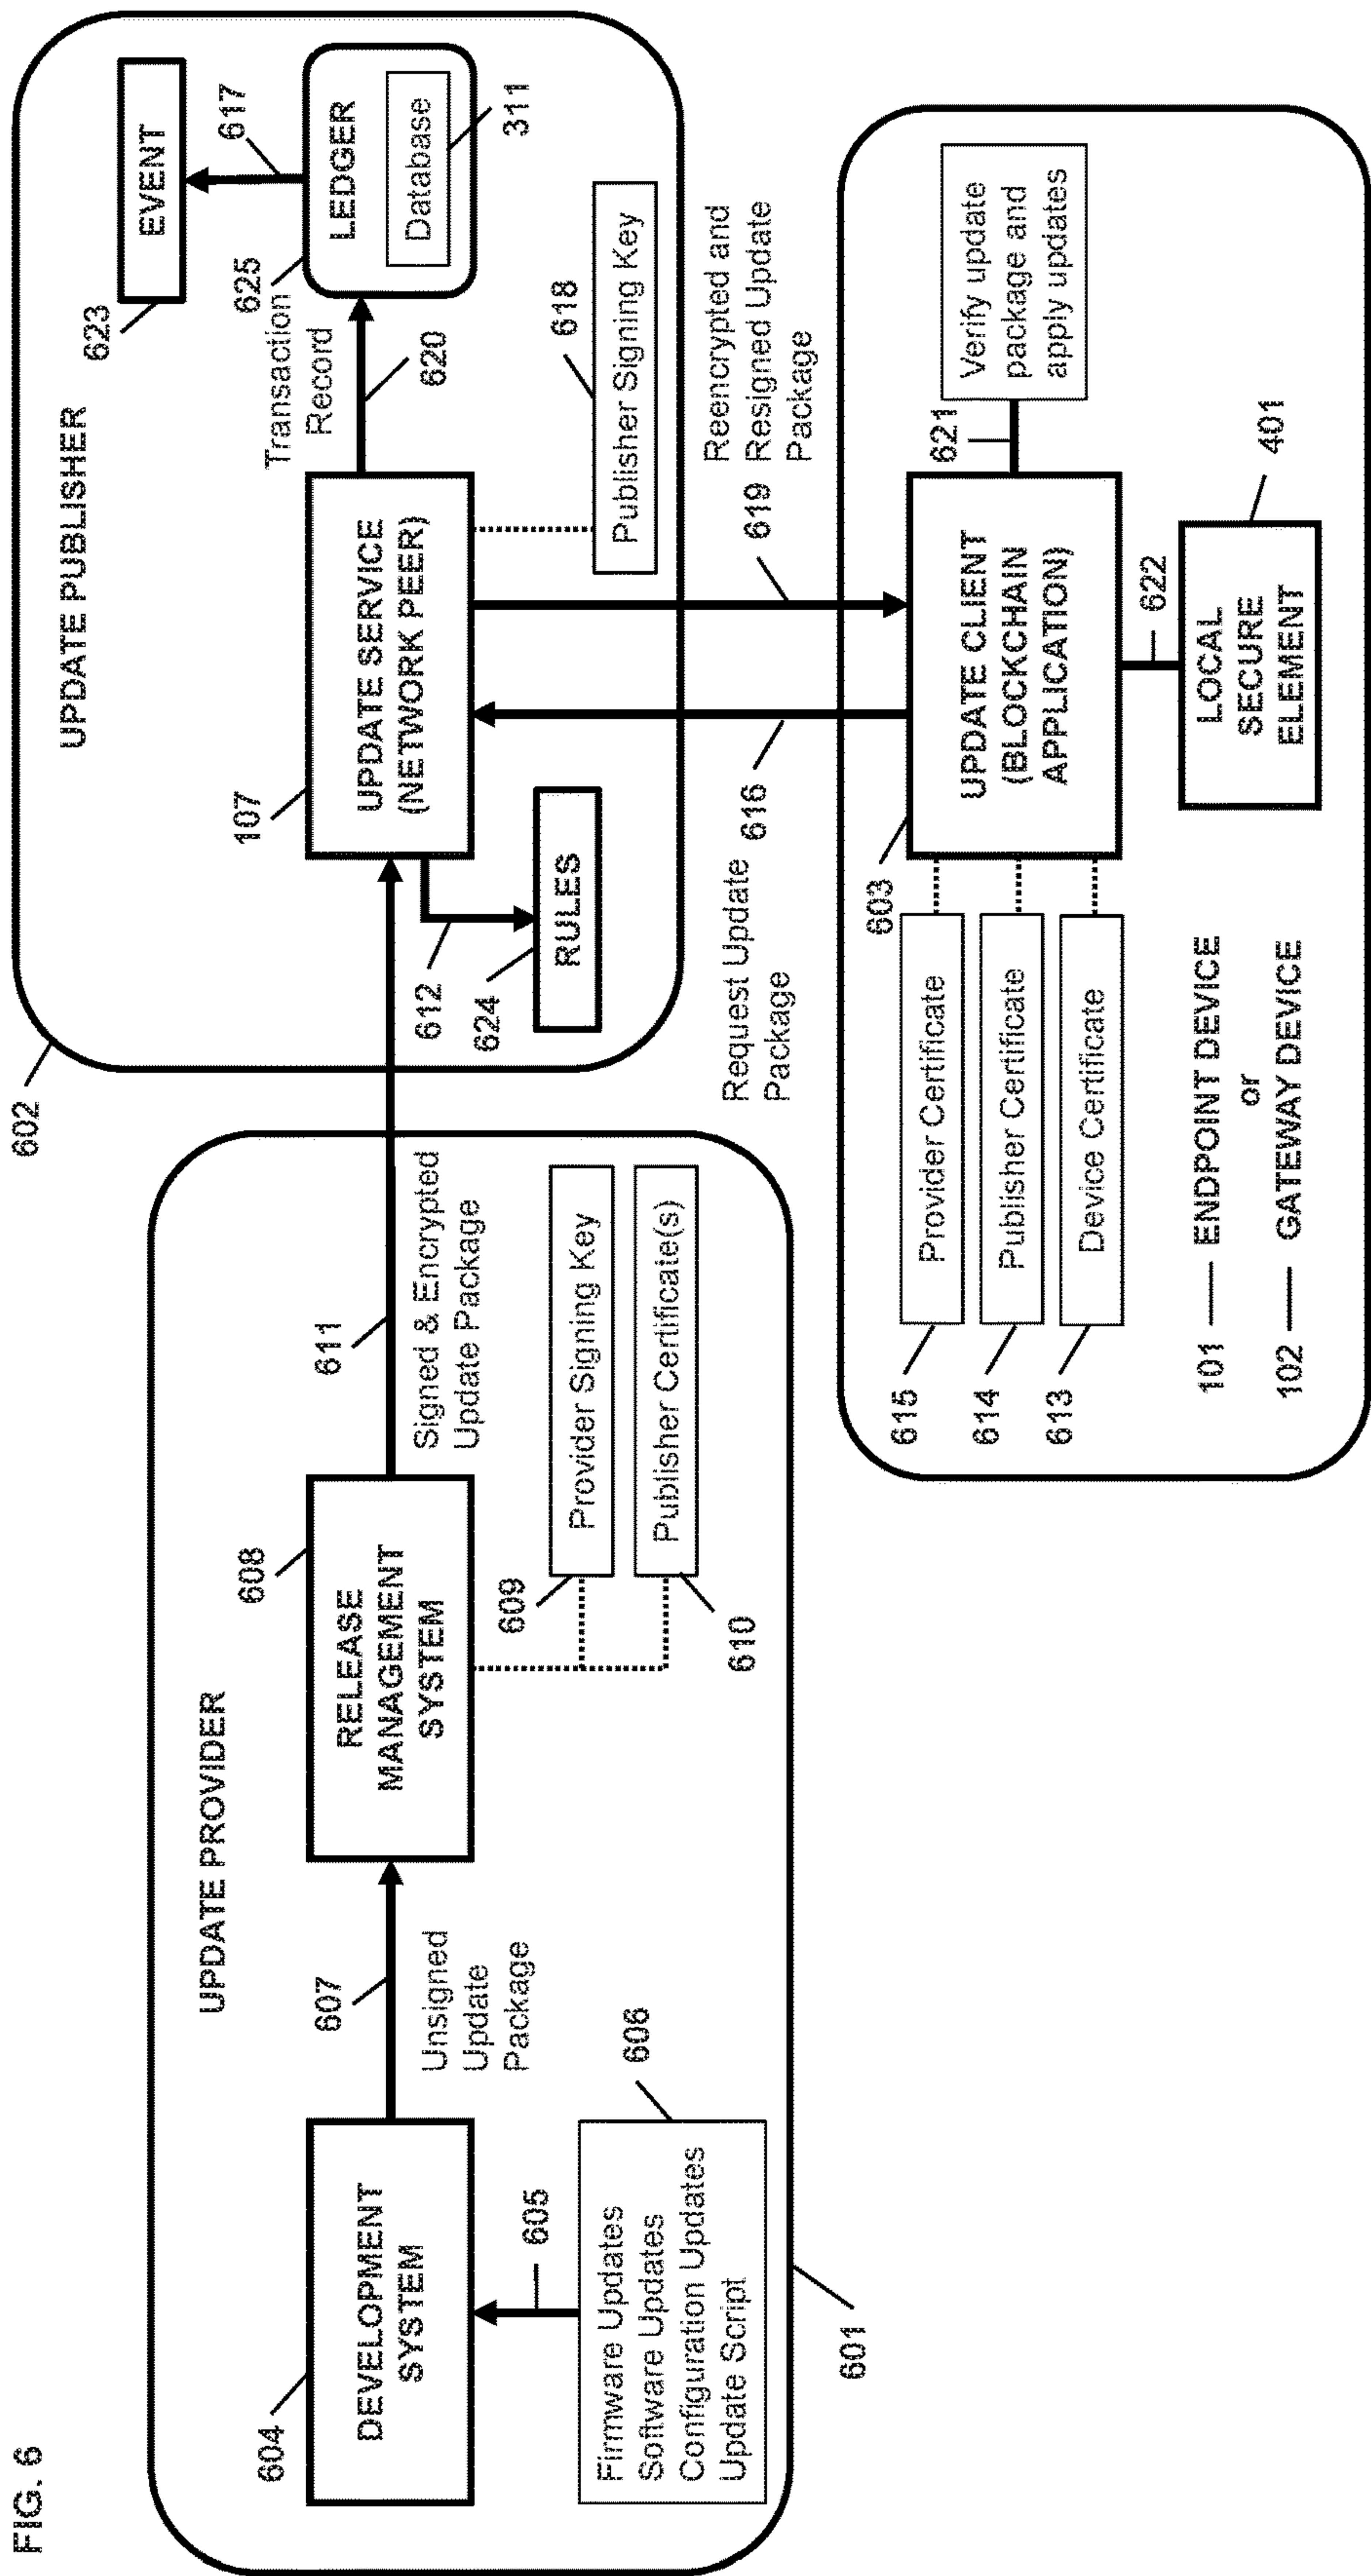 FIG. 6
601
UPDATE PROVIDER
604
DEVELOPMENT
SYSTEM
605
Firmware Updates
Software Updates
Configuration Updates
Update Script
606
607
Unsigned
Update
Package
608
RELEASE
MANAGEMENT
SYSTEM
609
Provider Signing Key
610
Publisher Certificate(s)
611
Signed & Encrypted
Update Package
602
UPDATE PUBLISHER
107
UPDATE SERVICE
(NETWORK PEER)
612
624
RULES
Transaction
Record
620
625
LEDGER
Database
311
617
623
EVENT
618
Publisher Signing Key
Request Update
Package
616
619
Reencrypted and
Resigned Update
Package
603
UPDATE CLIENT
(BLOCKCHAIN
APPLICATION)
621
Verify update
package and
apply updates
622
LOCAL
SECURE
ELEMENT
401
615
Provider Certificate
614
Publisher Certificate
613
Device Certificate
101
ENDPOINT DEVICE
or
102
GATEWAY DEVICE